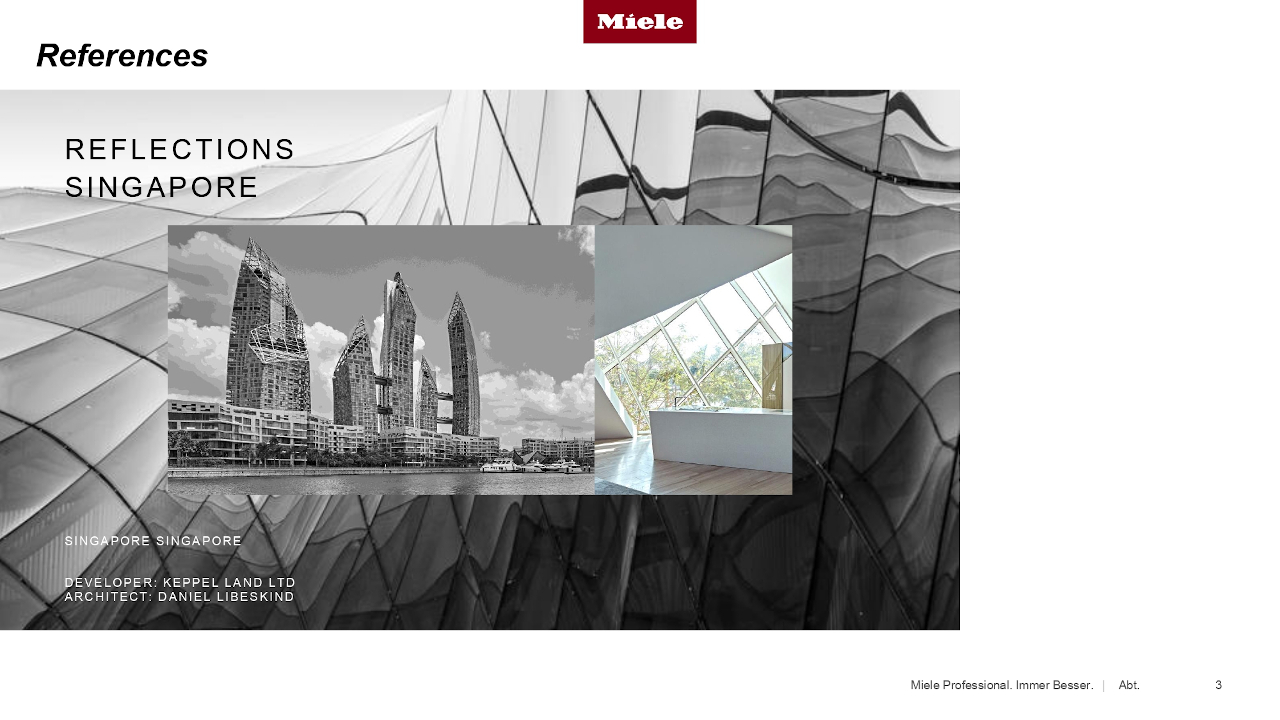 Miele
References
REFLECTIONS
SINGAPORE
SINGAPORE SINGAPORE
DEVELOPER: KEPPEL LAND LTD
ARCHITECT: DANIEL LIBESKIND
Miele Professional. Immer Besser. | Abt. 3